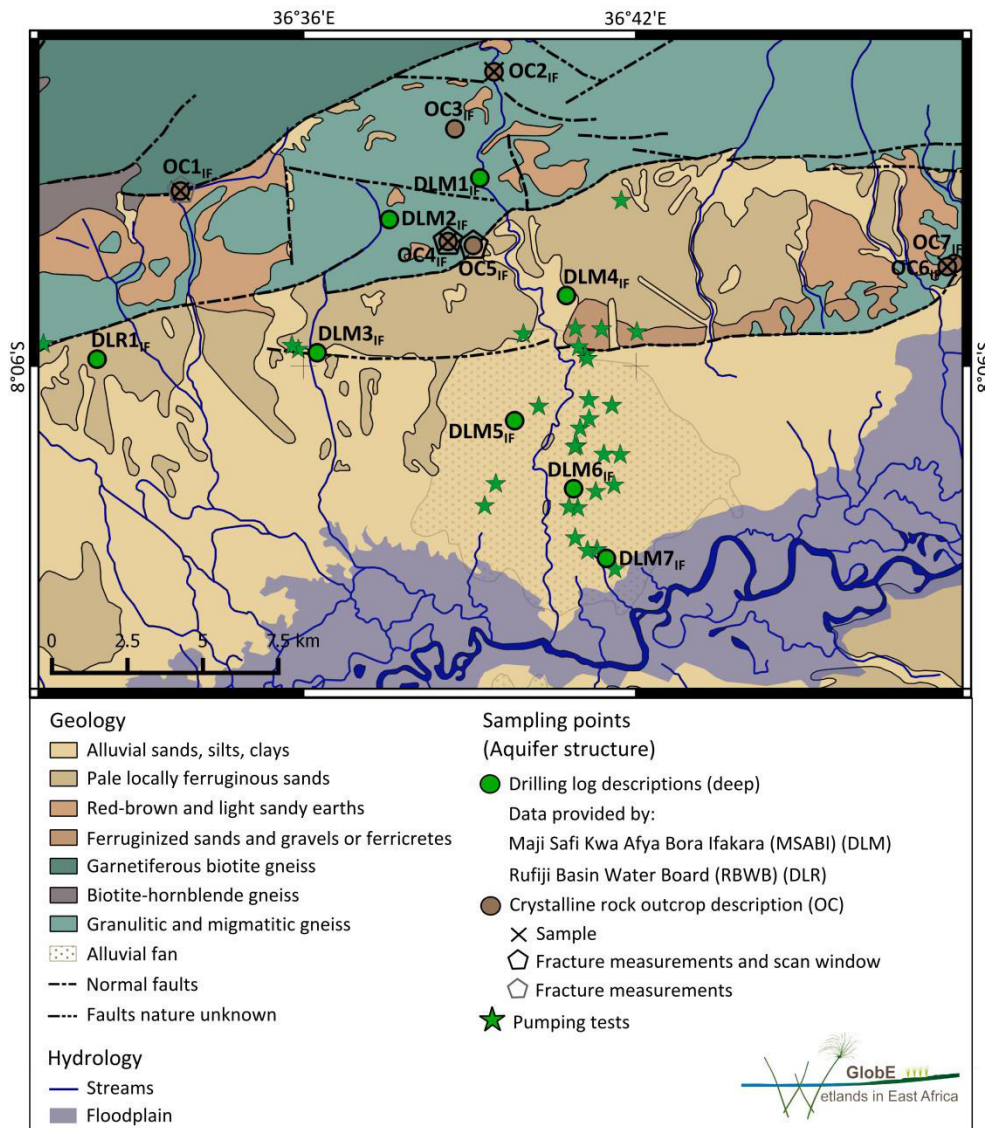 36°36'E 36°42'E
OC2IF
OC3IF
OC1IF
DLM1IF
DLM2IF
OC4IF
OC5IF
OC7IF
OC6IF
DLM4IF
DLR1IF
DLM3IF
8°06'S 8°06'S
DLM5IF
DLM6IF
DLM7IF
0 2.5 5 7.5 km
Geology
Alluvial sands, silts, clays
Pale locally ferruginous sands
Red-brown and light sandy earths
Ferruginized sands and gravels or ferricretes
Garnetiferous biotite gneiss
Biotite-hornblende gneiss
Granulitic and migmatitic gneiss
Alluvial fan
Normal faults
Faults nature unknown
Hydrology
Streams
Floodplain
Sampling points
(Aquifer structure)
Drilling log descriptions (deep)
Data provided by:
Maji Safi Kwa Afya Bora Ifakara (MSABI) (DLM)
Rufiji Basin Water Board (RBWB) (DLR)
Crystalline rock outcrop description (OC)
Sample
Fracture measurements and scan window
Fracture measurements
Pumping tests
GlobE
Wetlands in East Africa